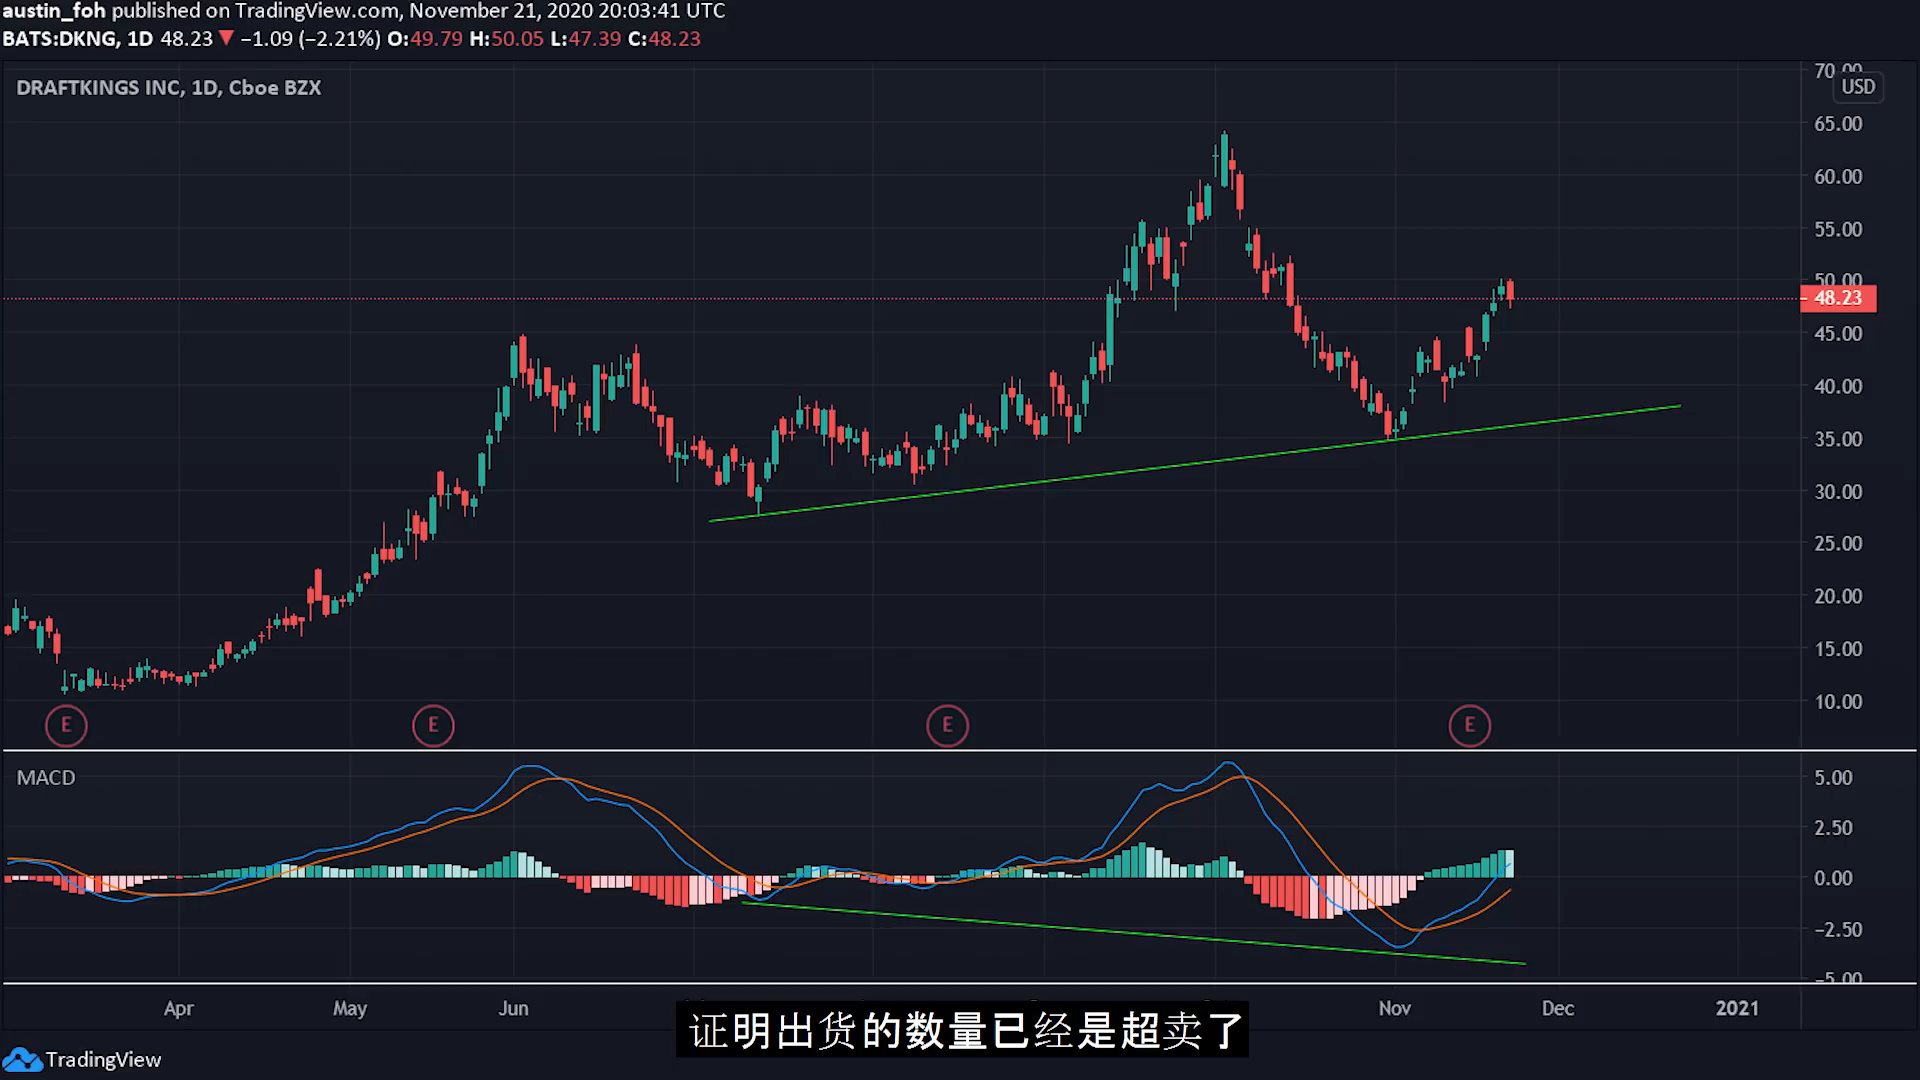 austin_foh published on TradingView.com, November 21, 2020 20:03:41 UTC
BATS:DKNG, 1D 48.23 ▼ −1.09 (−2.21%) O:49.79 H:50.05 L:47.39 C:48.23
DRAFTKINGS INC, 1D, Cboe BZX
70.00
USD
65.00
60.00
55.00
50.00
48.23
45.00
40.00
35.00
30.00
25.00
20.00
15.00
10.00
E E E E
MACD
5.00
2.50
0.00
−2.50
−5.00
Apr May Jun Nov Dec 2021
证明出货的数量已经是超卖了
TradingView